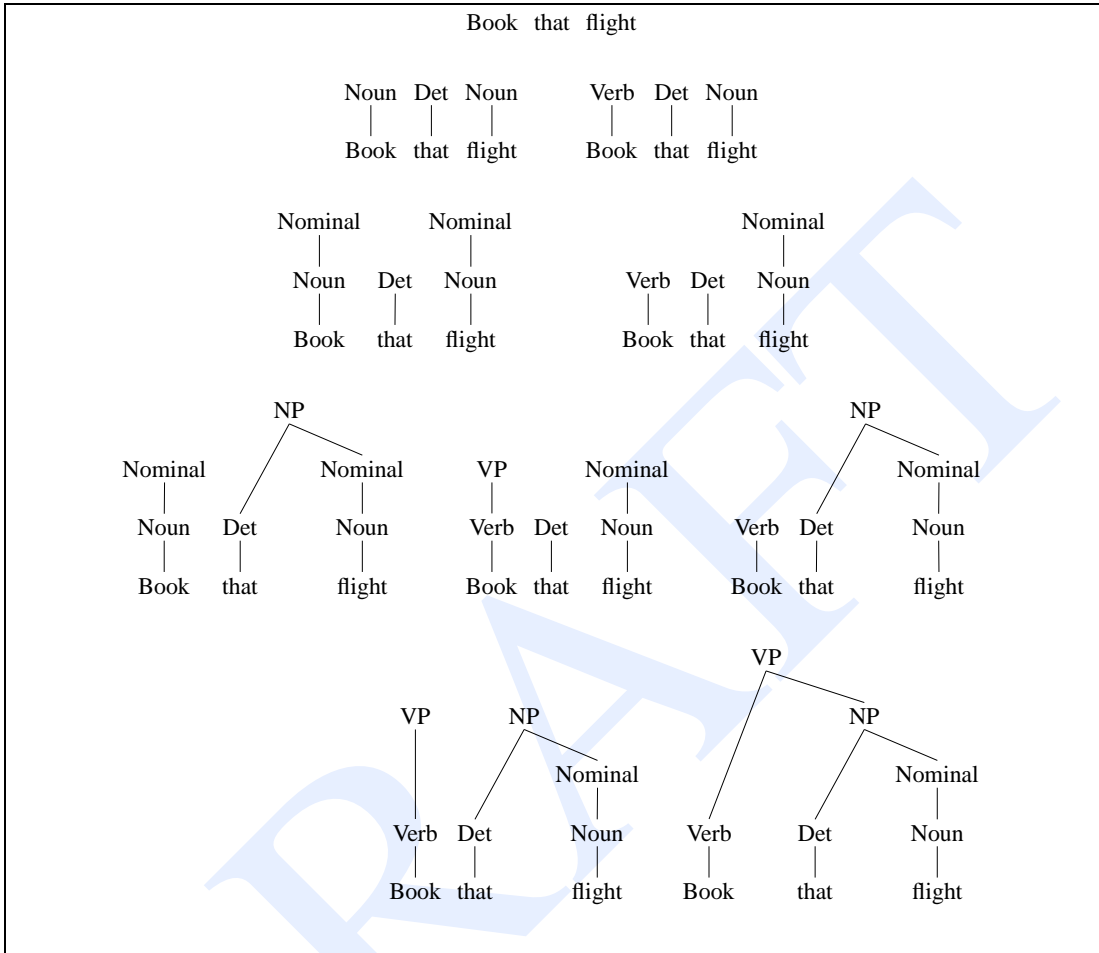 Book that flight
Noun Det Noun Verb Det Noun
Book that flight Book that flight
Nominal Nominal Nominal
Noun Det Noun Verb Det Noun
Book that flight Book that flight
NP NP
Nominal Nominal VP Nominal Nominal
Noun Det Noun Verb Det Noun Verb Det Noun
Book that flight Book that flight Book that flight
VP
VP NP NP
Nominal Nominal
Verb Det Noun Verb Det Noun
Book that flight Book that flight
RAFT